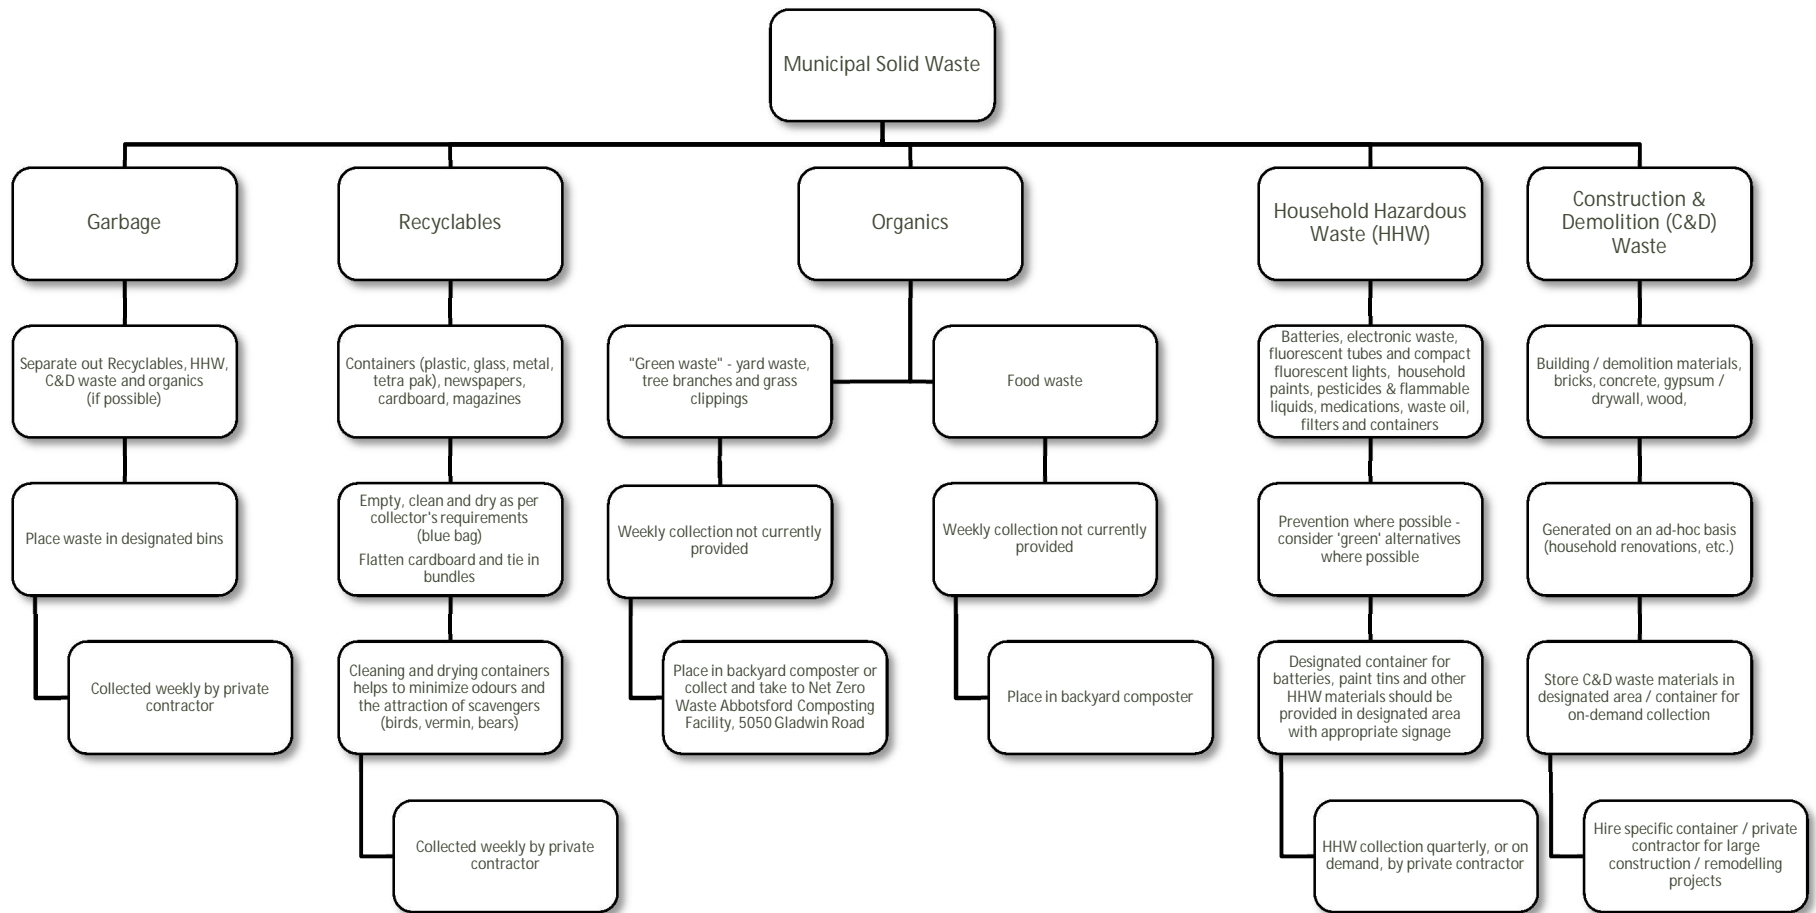 Municipal Solid Waste
Garbage
Recyclables
Organics
Household Hazardous
Waste (HHW)
Construction &
Demolition (C&D)
Waste
Separate out Recyclables, HHW,
C&D waste and organics
(if possible)
Containers (plastic, glass, metal,
tetra pak), newspapers,
cardboard, magazines
"Green waste" - yard waste,
tree branches and grass
clippings
Food waste
Batteries, electronic waste,
fluorescent tubes and compact
fluorescent lights, household
paints, pesticides & flammable
liquids, medications, waste oil,
filters and containers
Building / demolition materials,
bricks, concrete, gypsum /
drywall, wood,
Place waste in designated bins
Empty, clean and dry as per
collector's requirements
(blue bag)
Flatten cardboard and tie in
bundles
Weekly collection not currently
provided
Weekly collection not currently
provided
Prevention where possible -
consider 'green' alternatives
where possible
Generated on an ad-hoc basis
(household renovations, etc.)
Collected weekly by private
contractor
Cleaning and drying containers
helps to minimize odours and
the attraction of scavengers
(birds, vermin, bears)
Place in backyard composter or
collect and take to Net Zero
Waste Abbotsford Composting
Facility, 5050 Gladwin Road
Place in backyard composter
Designated container for
batteries, paint tins and other
HHW materials should be
provided in designated area
with appropriate signage
Store C&D waste materials in
designated area / container for
on-demand collection
Collected weekly by private
contractor
HHW collection quarterly, or on
demand, by private contractor
Hire specific container / private
contractor for large
construction / remodelling
projects